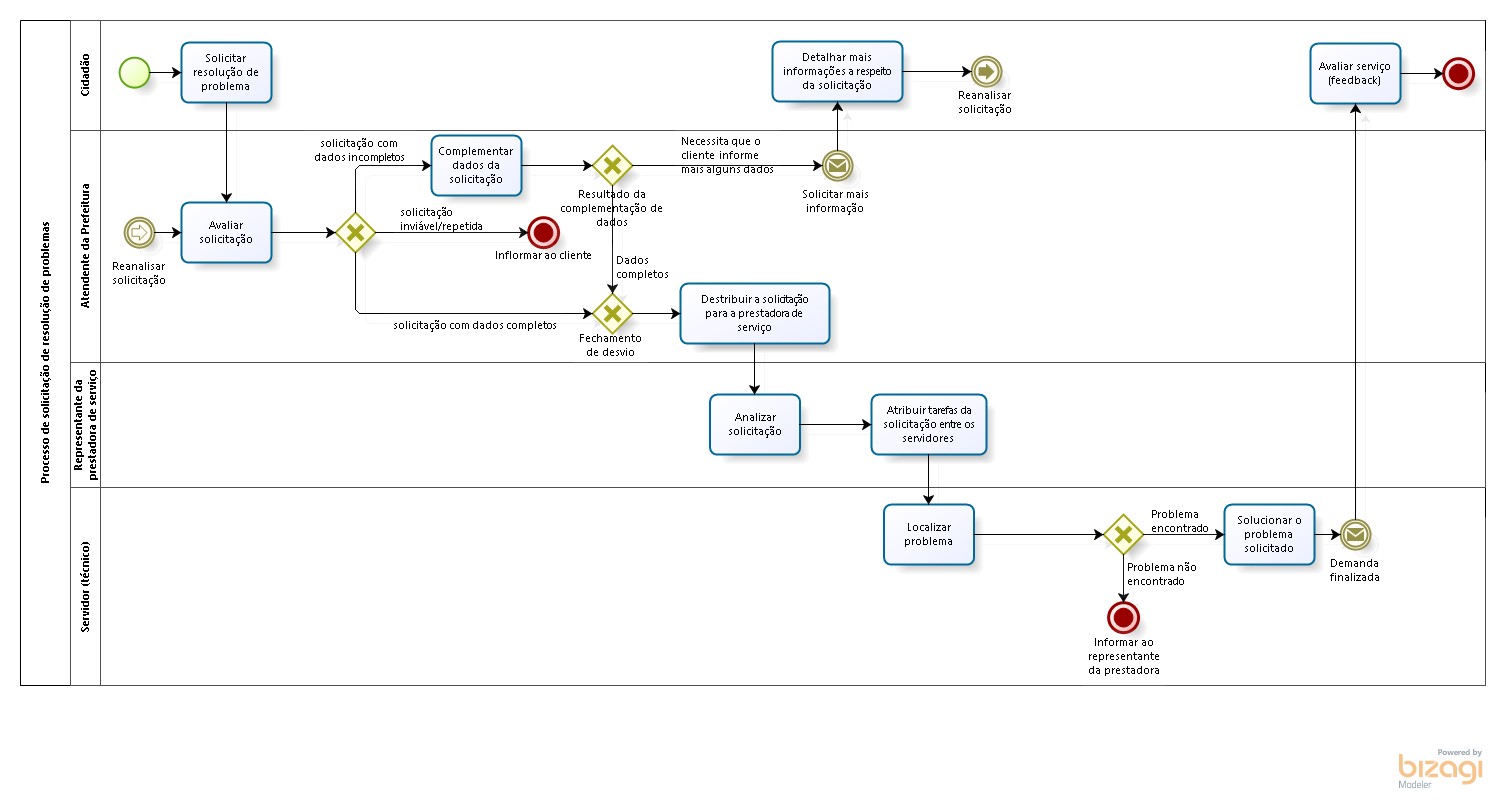 Processo de solicitação de resolução de problemas
Cidadão
Solicitar
resolução de
problema
Detalhar mais
informações a respeito
da solicitação
Reanalisar
solicitação
Avaliar serviço
(feedback)
Atendente da Prefeitura
Reanalisar
solicitação
Avaliar
solicitação
solicitação com
dados incompletos
Complementar
dados da
solicitação
solicitação
inviável/repetida
Inflormar ao cliente
solicitação com dados completos
Resultado da
complementação de
dados
Necessita que o
cliente informe
mais alguns dados
Solicitar mais
informação
Dados
completos
Fechamento
de desvio
Destribuir a solicitação
para a prestadora de
serviço
Representante da
prestadora de serviço
Analizar
solicitação
Atribuir tarefas da
solicitação entre os
servidores
Servidor (técnico)
Localizar
problema
Problema
encontrado
Problema não
encontrado
Informar ao
representante
da prestadora
Solucionar o
problema
solicitado
Demanda
finalizada
Powered by
bizagi
Modeler